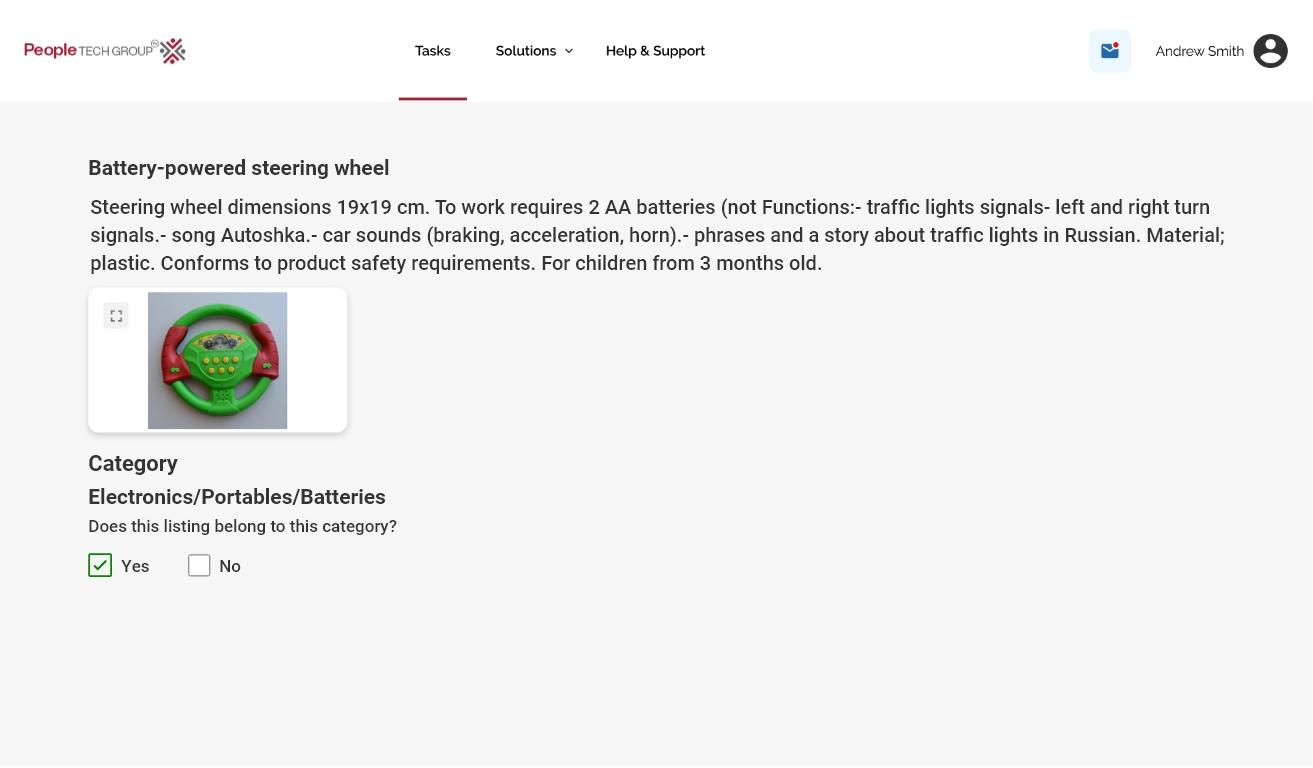 People TECH GROUP
Tasks
Solutions
Help & Support
Andrew Smith
Battery-powered steering wheel
Steering wheel dimensions 19x19 cm. To work requires 2 AA batteries (not Functions:- traffic lights signals- left and right turn
signals.- song Autoshka.- car sounds (braking, acceleration, horn).- phrases and a story about traffic lights in Russian. Material;
plastic. Conforms to product safety requirements. For children from 3 months old.
Category
Electronics/Portables/Batteries
Does this listing belong to this category?
Yes
No